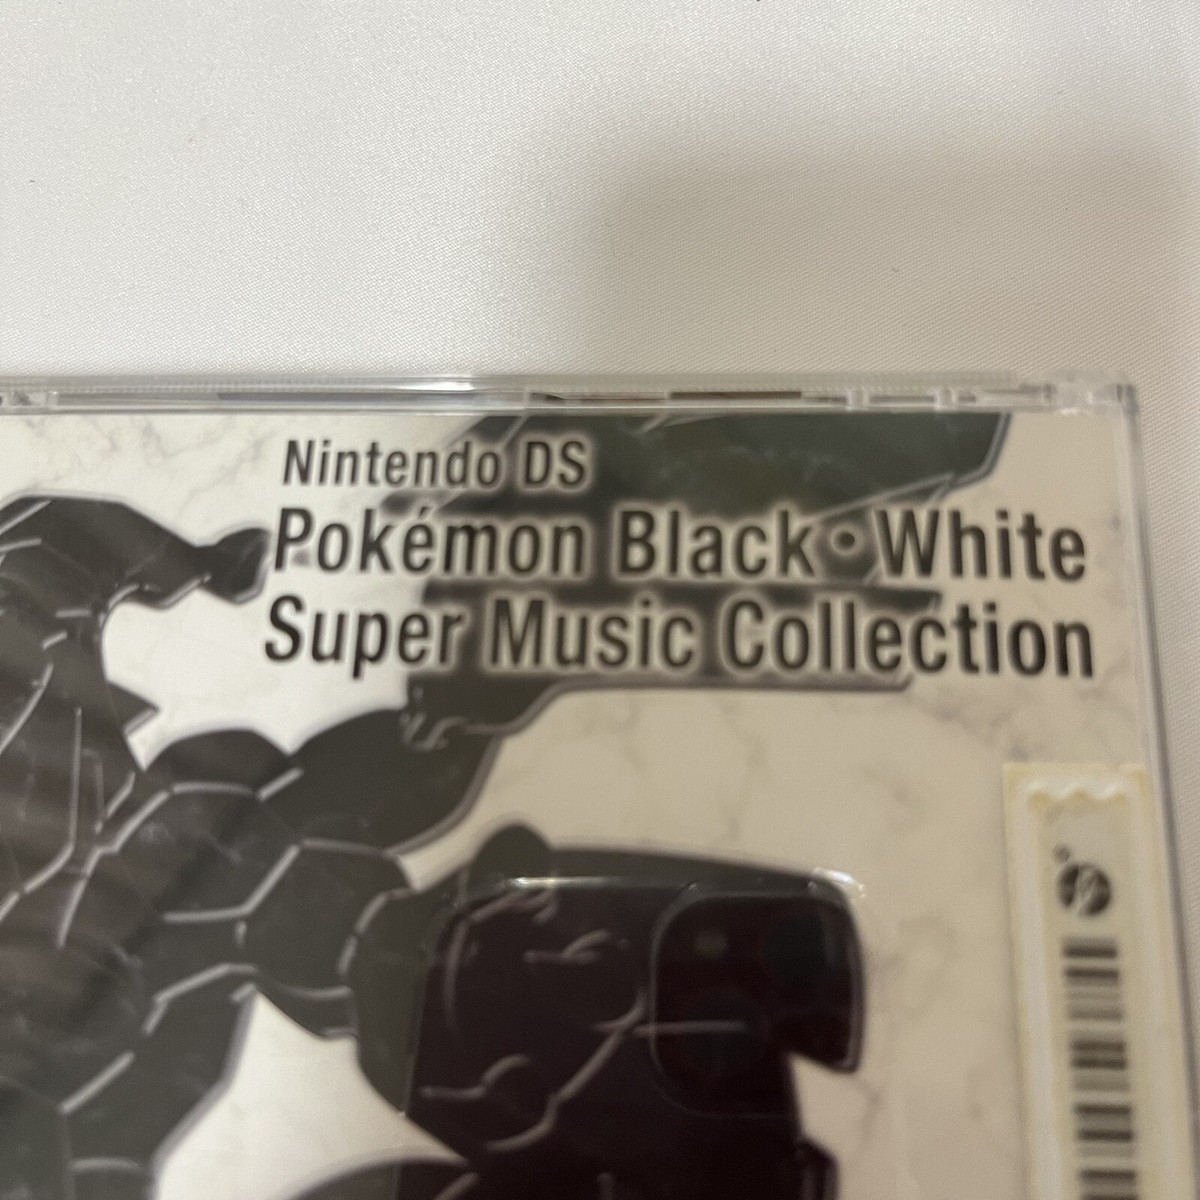 Nintendo DS
Pokémon Black・White
Super Music Collection